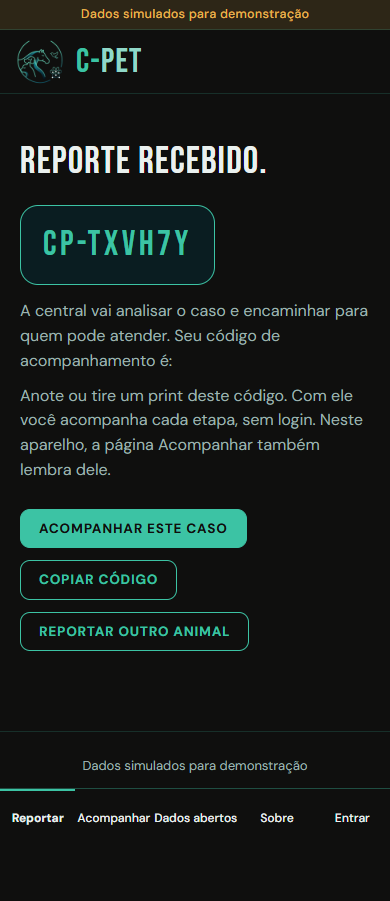 Dados simulados para demonstração
C-PET
REPORTE RECEBIDO.
CP-TXVH7Y
A central vai analisar o caso e encaminhar para
quem pode atender. Seu código de
acompanhamento é:
Anote ou tire um print deste código. Com ele
você acompanha cada etapa, sem login. Neste
aparelho, a página Acompanhar também
lembra dele.
ACOMPANHAR ESTE CASO
COPIAR CÓDIGO
REPORTAR OUTRO ANIMAL
Dados simulados para demonstração
Reportar Acompanhar Dados abertos Sobre Entrar